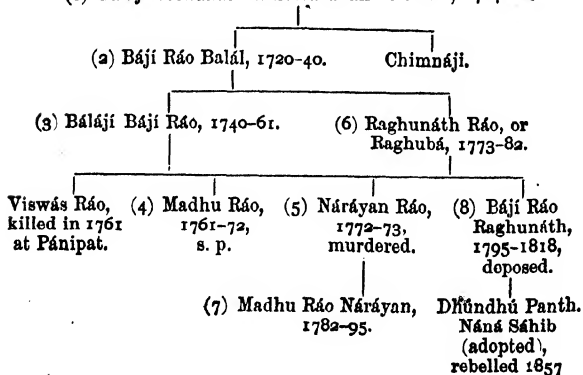 (2) Bájí Ráo Balál, 1720-40. Chimnáji.
(3) Bálájí Bájí Ráo, 1740-61. (6) Raghunáth Ráo, or
Raghubá, 1773-82.
Viswás Ráo, (4) Madhu Ráo, (5) Náráyan Ráo, (8) Bájí Ráo
killed in 1761 1761-72, 1772-73, Raghunáth,
at Pánipat. s. p. murdered. 1795-1818,
deposed.
(7) Madhu Ráo Náráyan, Dhúndhú Panth.
1782-95. Náná Sáhib
(adopted),
rebelled 1857